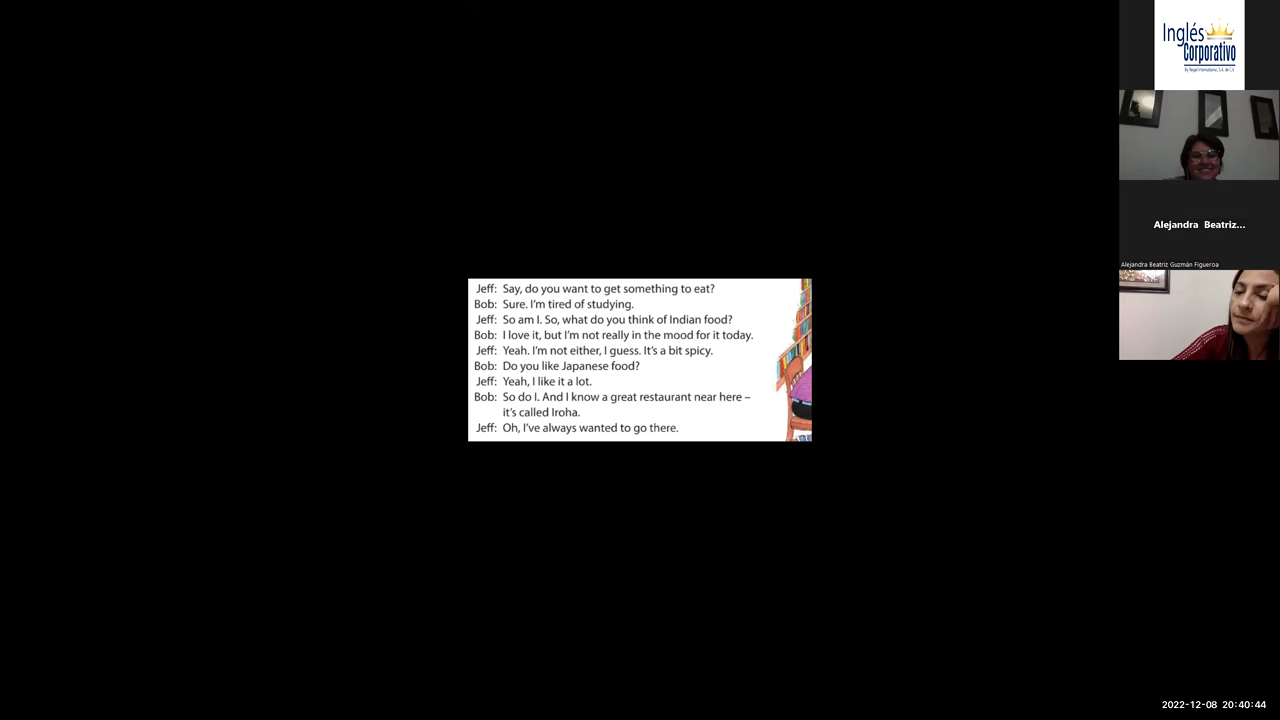 Inglés
Corporativo
Alejandra Beatriz...
Alejandra Beatriz Guzmán Figueroa
Jeff: Say, do you want to get something to eat?
Bob: Sure. I'm tired of studying.
Jeff: So am I. So, what do you think of Indian food?
Bob: I love it, but I'm not really in the mood for it today.
Jeff: Yeah. I'm not either, I guess. It's a bit spicy.
Bob: Do you like Japanese food?
Jeff: Yeah, I like it a lot.
Bob: So do I. And I know a great restaurant near here –
it's called Iroha.
Jeff: Oh, I've always wanted to go there.
2022-12-08 20:40:44